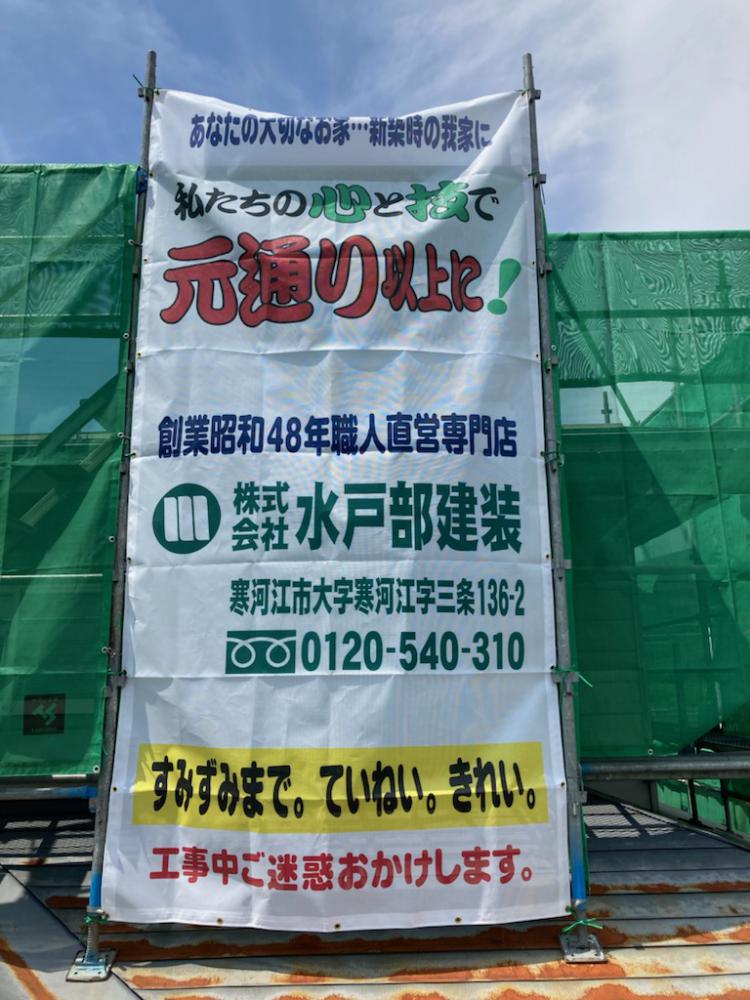 あなたの大切なお家…新築時の我家に
私たちの心と技で
元通り以上に！
創業昭和48年職人直営専門店
株式会社 水戸部建装
寒河江市大字寒河江字三条136-2
0120-540-310
すみずみまで。ていねい。きれい。
工事中ご迷惑おかけします。